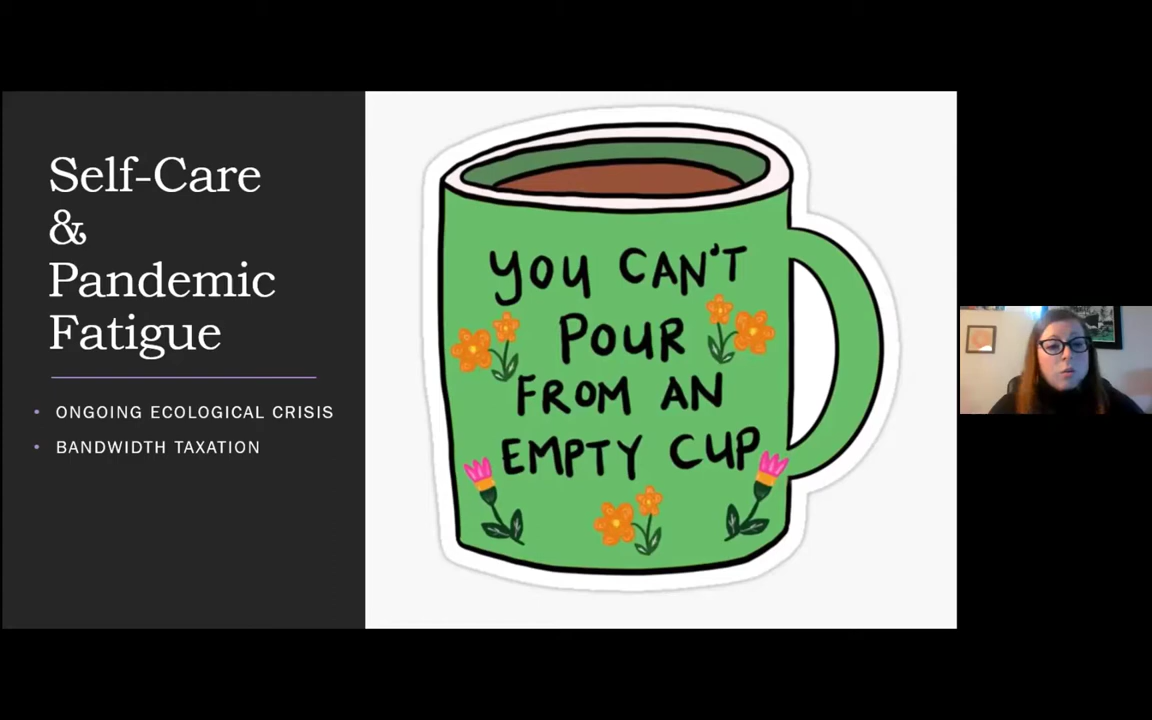 Self-Care
&
Pandemic
Fatigue
• ONGOING ECOLOGICAL CRISIS
• BANDWIDTH TAXATION
YOU CAN'T
POUR
FROM AN
EMPTY CUP